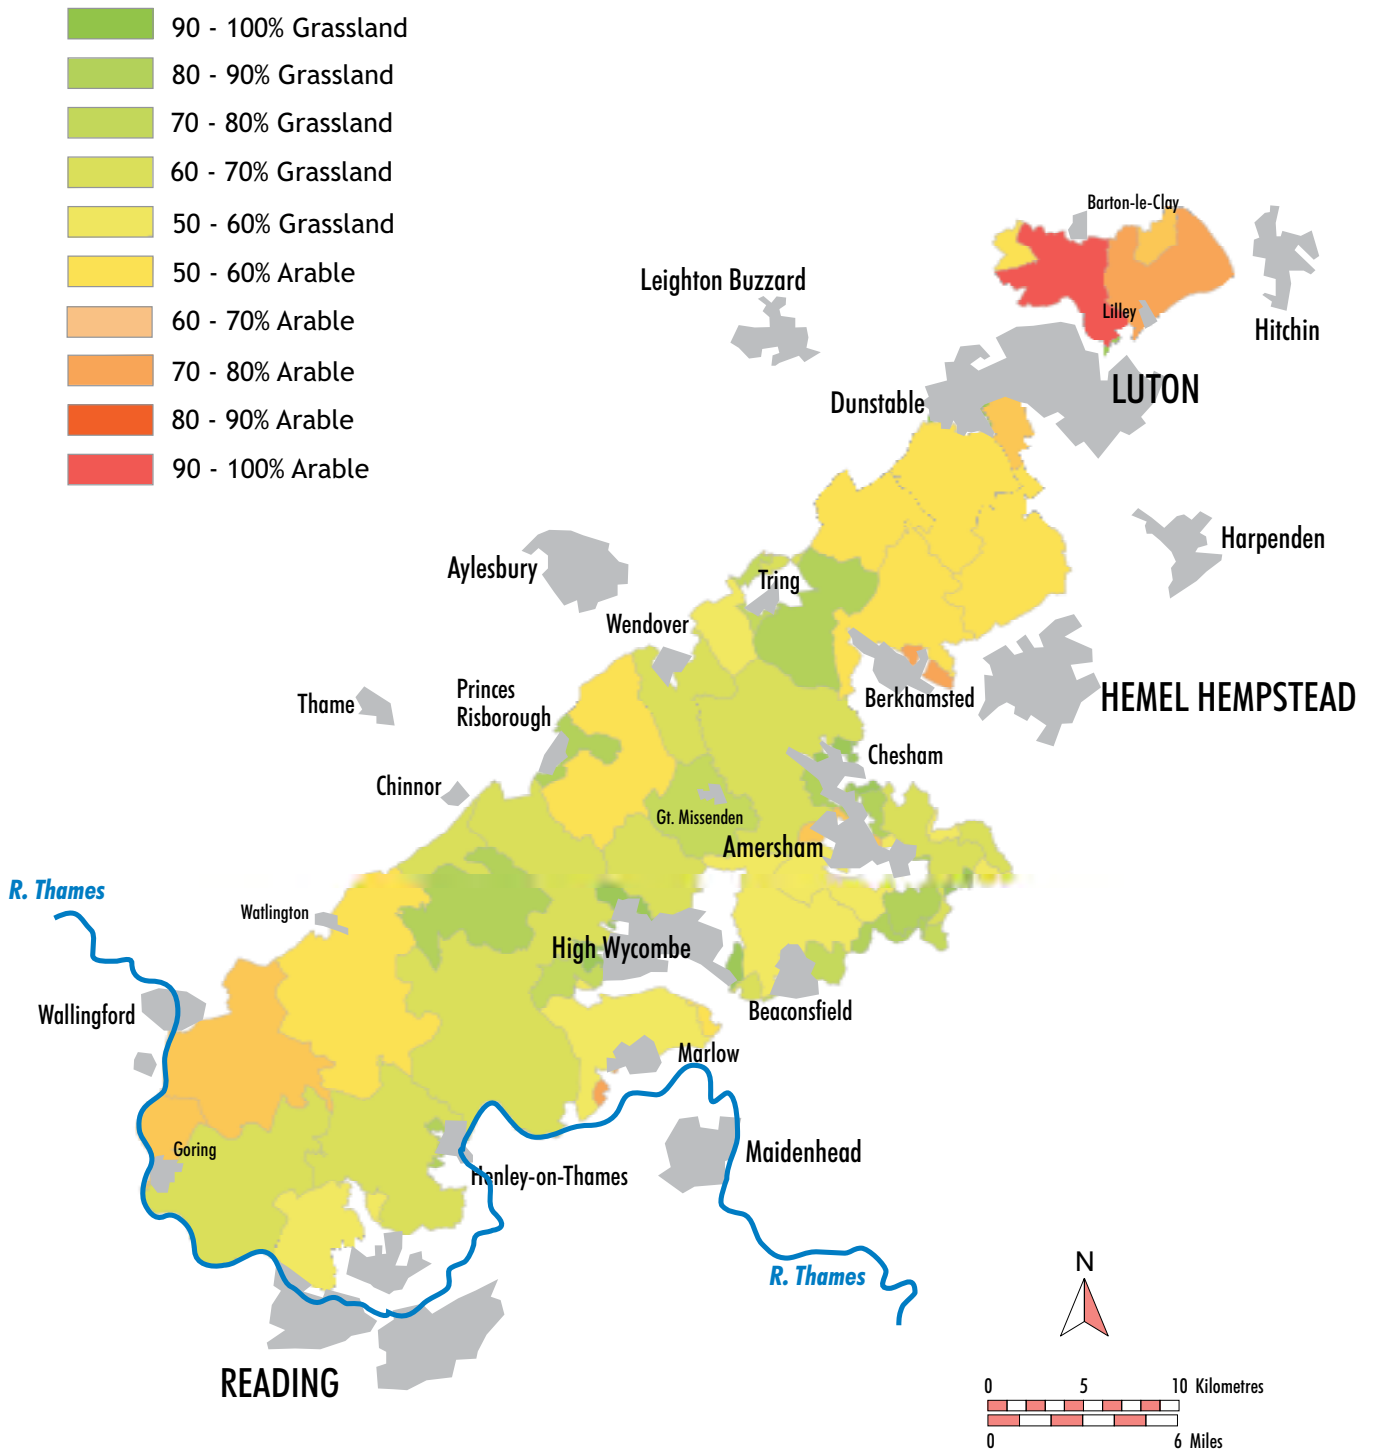 90 - 100% Grassland
80 - 90% Grassland
70 - 80% Grassland
60 - 70% Grassland
50 - 60% Grassland
50 - 60% Arable
60 - 70% Arable
70 - 80% Arable
80 - 90% Arable
90 - 100% Arable
Barton-le-Clay
Leighton Buzzard
Lilley
Hitchin
LUTON
Dunstable
Harpenden
Aylesbury
Tring
Wendover
Berkhamsted
HEMEL HEMPSTEAD
Thame
Princes
Risborough
Chesham
Chinnor
Gt. Missenden
Amersham
R. Thames
Watlington
High Wycombe
Beaconsfield
Wallingford
Marlow
Goring
Maidenhead
Henley-on-Thames
R. Thames
READING
N
0 5 10 Kilometres
0 6 Miles